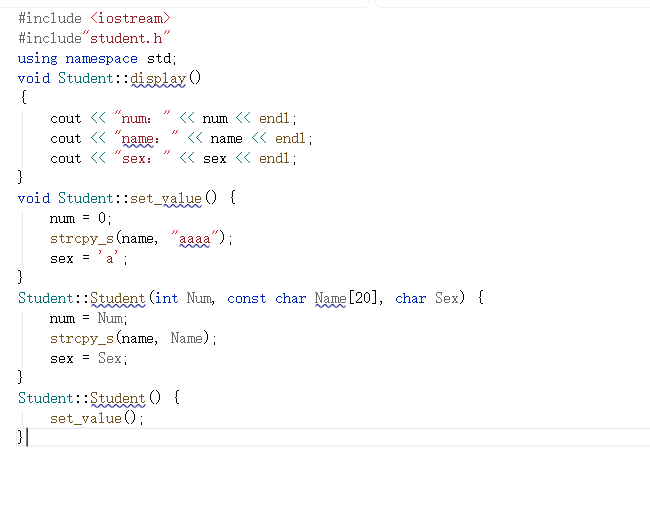 #include <iostream>
#include"student.h"
using namespace std;
void Student::display()
{
    cout << "num：" << num << endl;
    cout << "name：" << name << endl;
    cout << "sex：" << sex << endl;
}
void Student::set_value() {
    num = 0;
    strcpy_s(name, "aaaa");
    sex = 'a';
}
Student::Student(int Num, const char Name[20], char Sex) {
    num = Num;
    strcpy_s(name, Name);
    sex = Sex;
}
Student::Student() {
    set_value();
}